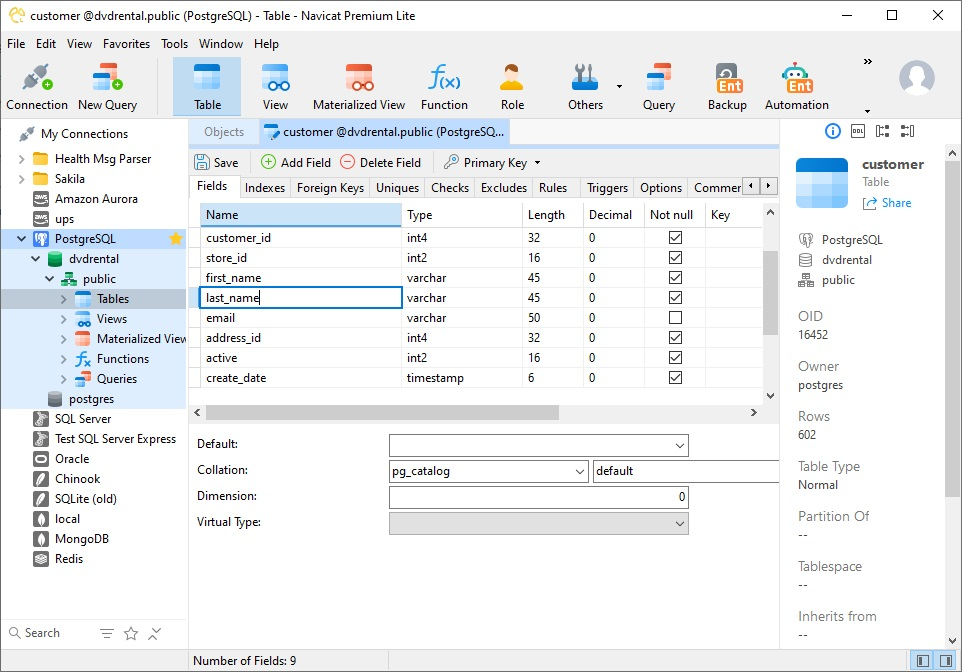 customer @dvdrental.public (PostgreSQL) - Table - Navicat Premium Lite
File Edit View Favorites Tools Window Help
Connection New Query Table View Materialized View Function Role Others Query Backup Automation
Ent Ent
f(x)
»
My Connections
Health Msg Parser
Sakila
aws Amazon Aurora
aws ups
PostgreSQL
dvdrental
public
Tables
Views
Materialized View
Functions
Queries
postgres
SQL Server
Test SQL Server Express
Oracle
Chinook
SQLite (old)
local
MongoDB
Redis
Search
Objects customer @dvdrental.public (PostgreSQ...
Save Add Field Delete Field Primary Key
Fields Indexes Foreign Keys Uniques Checks Excludes Rules Triggers Options Commer
Name Type Length Decimal Not null Key
customer_id int4 32 0
store_id int2 16 0
first_name varchar 45 0
last_name varchar 45 0
email varchar 50 0
address_id int4 32 0
active int2 16 0
create_date timestamp 6 0
Default:
Collation: pg_catalog default
Dimension: 0
Virtual Type:
DDL
customer
Table
Share
PostgreSQL
dvdrental
public
OID
16452
Owner
postgres
Rows
602
Table Type
Normal
Partition Of
--
Tablespace
--
Inherits from
--
Number of Fields: 9